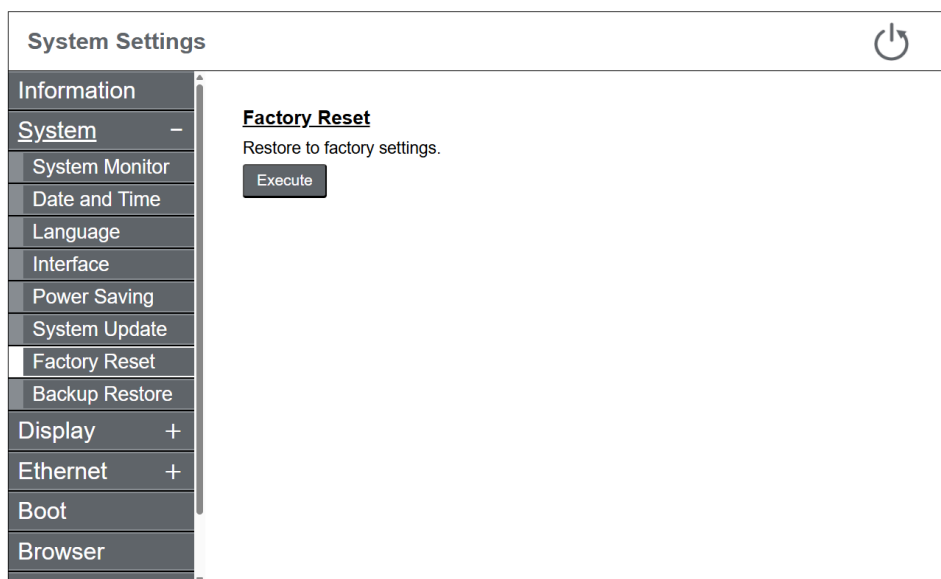 System Settings
Information
System −
System Monitor
Date and Time
Language
Interface
Power Saving
System Update
Factory Reset
Backup Restore
Display +
Ethernet +
Boot
Browser
Factory Reset
Restore to factory settings.
Execute